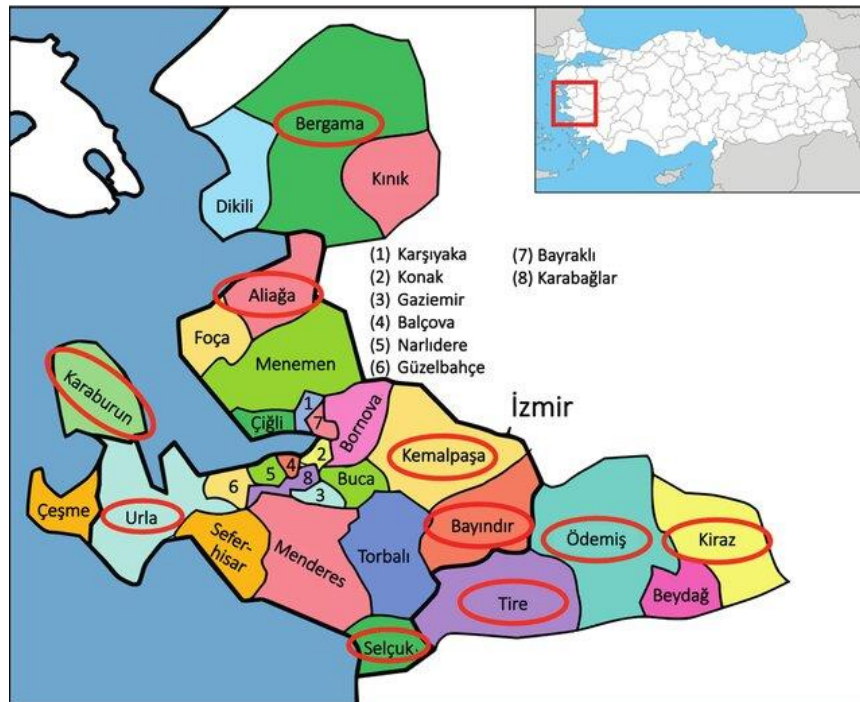 Bergama
Dikili
Kınık
(1) Karşıyaka
(2) Konak
(3) Gaziemir
(4) Balçova
(5) Narlıdere
(6) Güzelbahçe
(7) Bayraklı
(8) Karabağlar
Aliağa
Foça
Menemen
Karaburun
Çiğli
1
7
Bornova
İzmir
Kemalpaşa
2
4
5
6
8
3
Buca
Çeşme
Urla
Sefer-
hisar
Menderes
Torbalı
Bayındır
Ödemiş
Kiraz
Beydağ
Tire
Selçuk